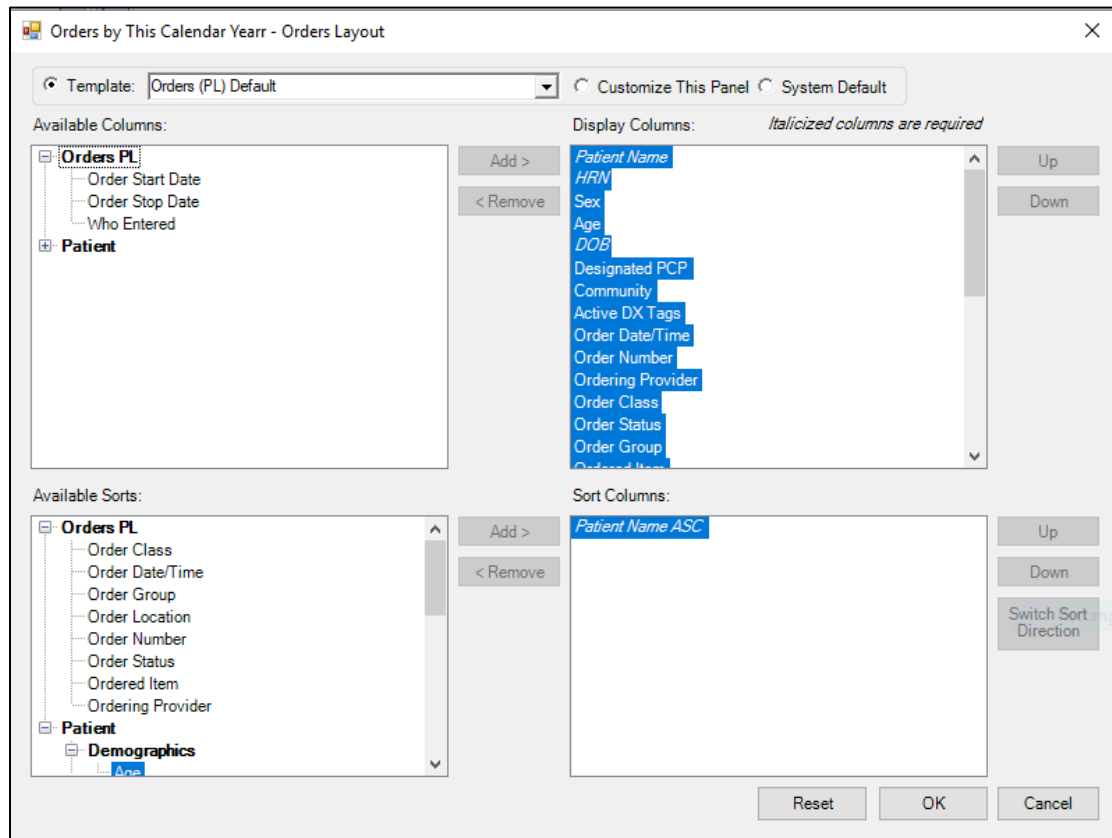 Orders by This Calendar Yearr - Orders Layout
Template: Orders (PL) Default Customize This Panel System Default
Available Columns:
Orders PL
Order Start Date
Order Stop Date
Who Entered
Patient
Add >
< Remove
Display Columns: Italicized columns are required
Patient Name
HRN
Sex
Age
DOB
Designated PCP
Community
Active DX Tags
Order Date/Time
Order Number
Ordering Provider
Order Class
Order Status
Order Group
Ordered Item
Up
Down
Available Sorts:
Orders PL
Order Class
Order Date/Time
Order Group
Order Location
Order Number
Order Status
Ordered Item
Ordering Provider
Patient
Demographics
Age
Add >
< Remove
Sort Columns:
Patient Name ASC
Up
Down
Switch Sort
Direction
Reset OK Cancel